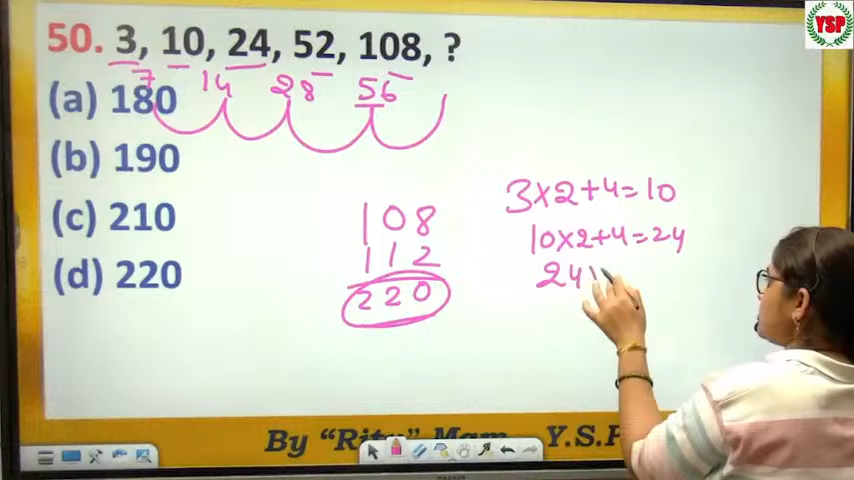 YSP
50. 3, 10, 24, 52, 108, ?
7 14 28 56
(a) 180
(b) 190
(c) 210
(d) 220
108
112
220
3×2+4=10
10×2+4=24
24
By "Ritu" Mam Y.S.P